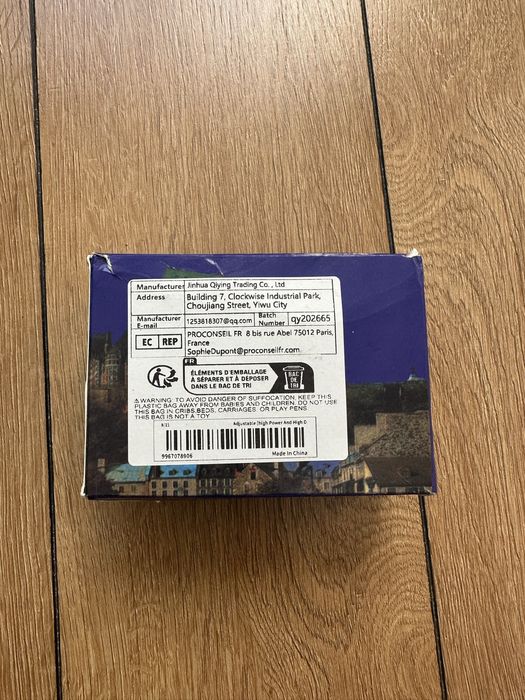 Manufacturer Jinhua Qiying Trading Co. , Ltd
Address Building 7, Clockwise Industrial Park,
Choujiang Street, Yiwu City
Manufacturer E-mail 1253818307@qq.com Batch Number qy202665
EC REP PROCONSEIL FR 8 bis rue Abel 75012 Paris,
France
SophieDupont@proconseilfr.com
FR
ÉLÉMENTS D'EMBALLAGE
À SÉPARER ET À DÉPOSER
DANS LE BAC DE TRI
BAC
DE
TRI
WARNING: TO AVOID DANGER OF SUFFOCATION, KEEP THIS
PLASTIC BAG AWAY FROM BABIES AND CHILDREN. DO NOT USE
THIS BAG IN CRIBS, BEDS, CARRIAGES OR PLAY PENS.
THIS BAG IS NOT A TOY
Adjustable [high Power And High D
9967078906 Made In China